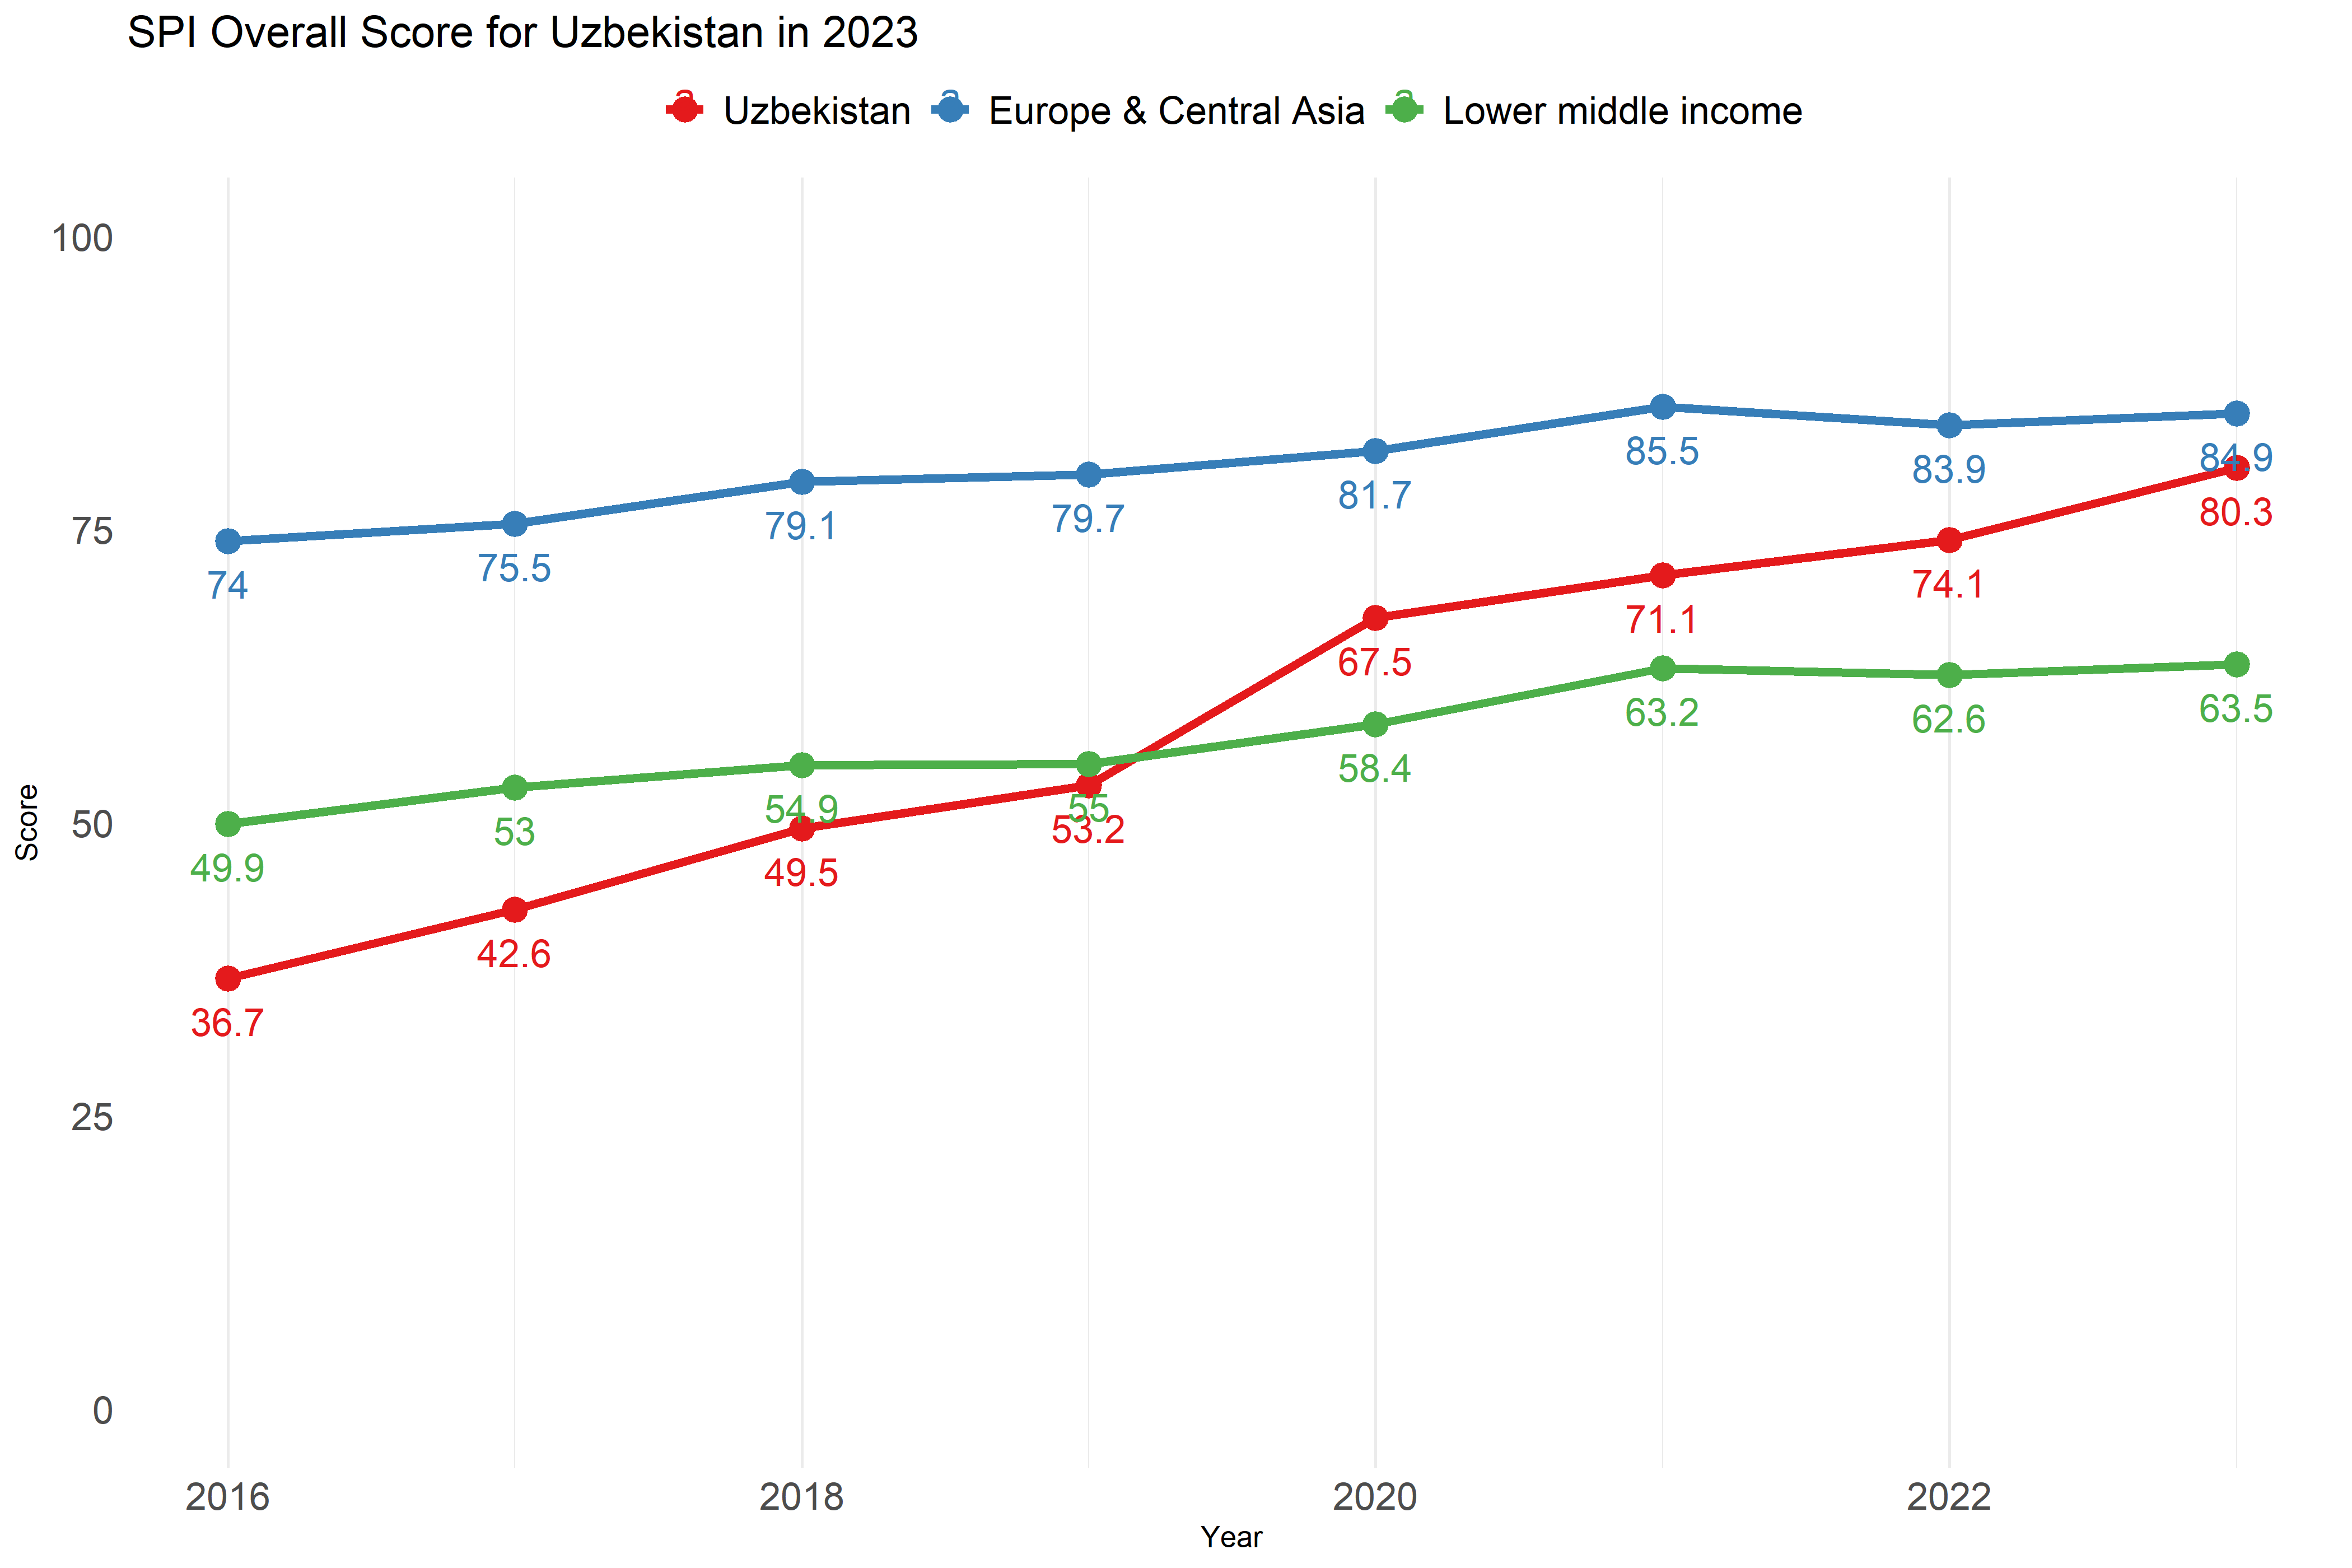 SPI Overall Score for Uzbekistan in 2023
a Uzbekistan a Europe & Central Asia a Lower middle income
100
75
50
25
0
Score
74 75.5 79.1 79.7 81.7 85.5 83.9 84.9
36.7 42.6 49.5 53.2 67.5 71.1 74.1 80.3
49.9 53 54.9 55 58.4 63.2 62.6 63.5
2016 2018 2020 2022
Year